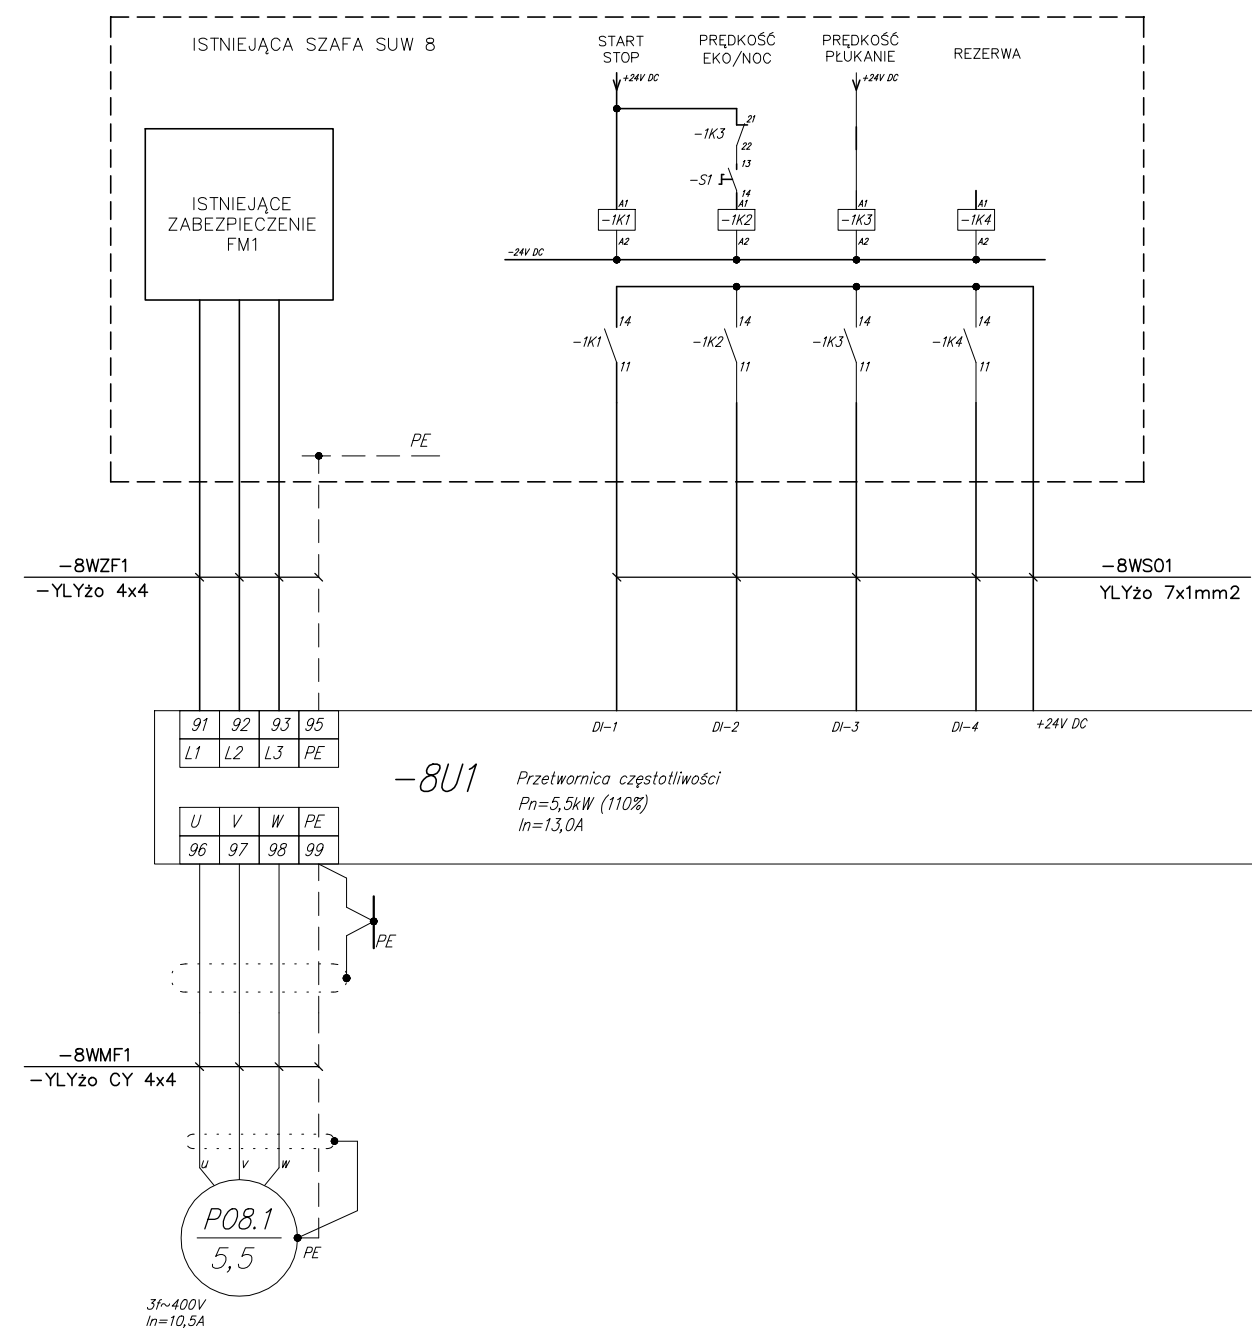 ISTNIEJĄCA SZAFA SUW 8
START
STOP
PRĘDKOŚĆ
EKO/NOC
PRĘDKOŚĆ
PŁUKANIE
REZERWA
+24V DC
+24V DC
21
-1K3
22
13
-S1
14
ISTNIEJĄCE
ZABEZPIECZENIE
FM1
A1
A1
A1
A1
-1K1
-1K2
-1K3
-1K4
A2
A2
A2
A2
-24V DC
14
14
14
14
-1K1
-1K2
-1K3
-1K4
11
11
11
11
PE
-8WZF1
-YLYżo 4x4
-8WS01
YLYżo 7x1mm2
91 92 93 95
L1 L2 L3 PE
DI-1
DI-2
DI-3
DI-4
+24V DC
-8U1
Przetwornica częstotliwości
Pn=5,5kW (110%)
In=13,0A
U V W PE
96 97 98 99
PE
-8WMF1
-YLYżo CY 4x4
U
V
W
P08.1
5,5
PE
3f~400V
In=10,5A